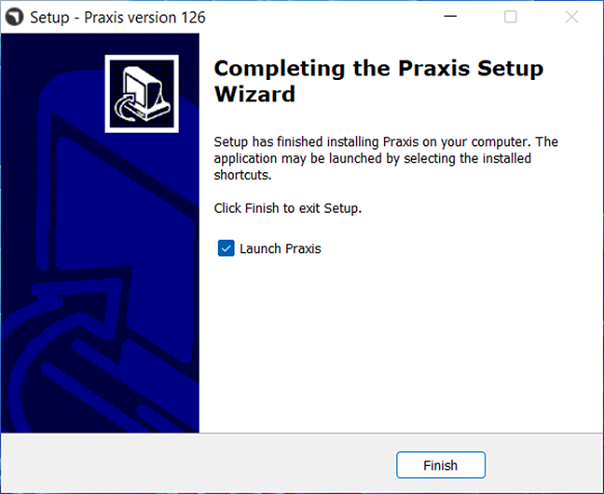 Setup - Praxis version 126
Completing the Praxis Setup
Wizard
Setup has finished installing Praxis on your computer. The
application may be launched by selecting the installed
shortcuts.
Click Finish to exit Setup.
Launch Praxis
Finish